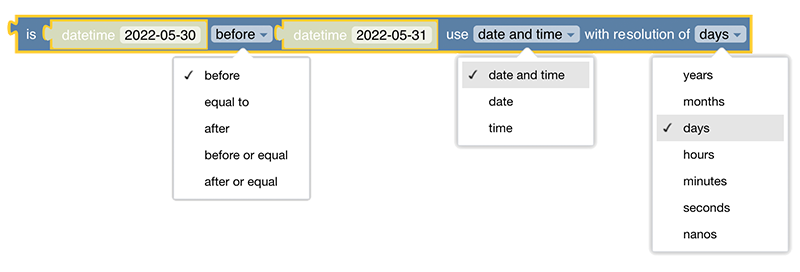 is datetime 2022-05-30 before datetime 2022-05-31 use date and time with resolution of days
✓ before
equal to
after
before or equal
after or equal
✓ date and time
date
time
years
months
✓ days
hours
minutes
seconds
nanos